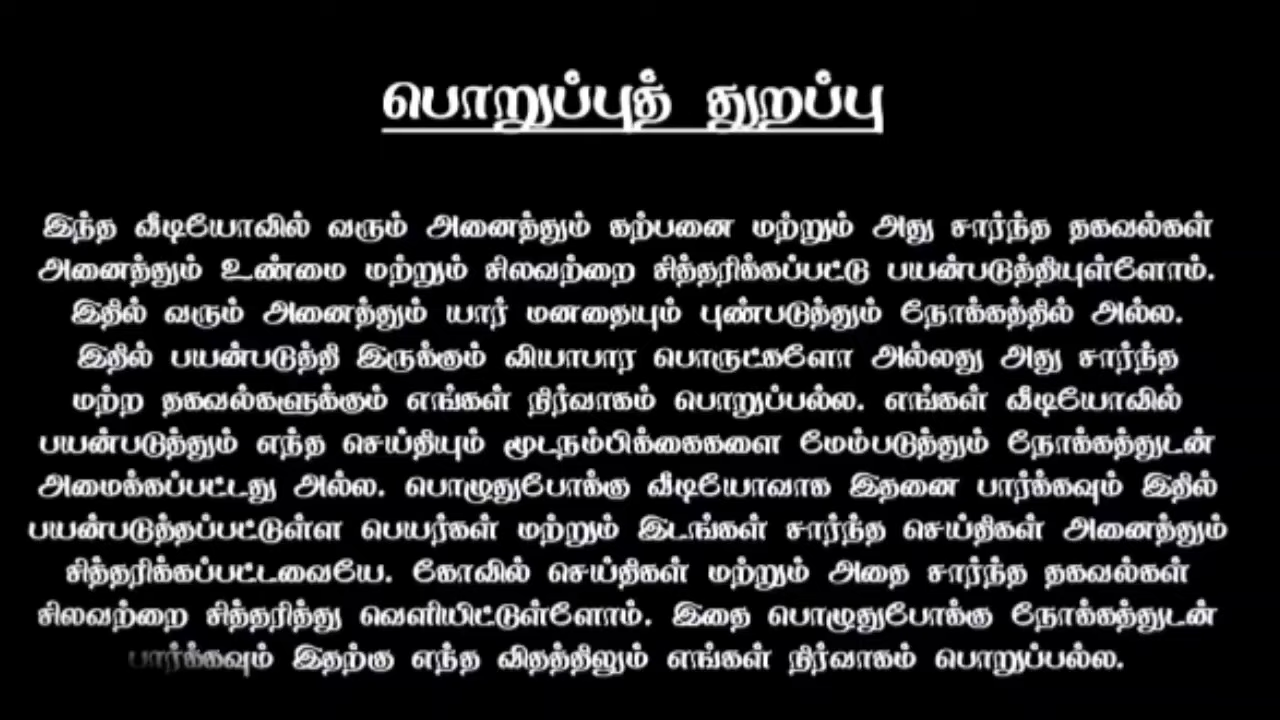 பொறுப்புத் துறப்பு
இந்த வீடியோவில் வரும் அனைத்தும் கற்பனை மற்றும் அது சார்ந்த தகவல்கள்
அனைத்தும் உண்மை மற்றும் சிலவற்றை சித்தரிக்கப்பட்டு பயன்படுத்தியுள்ளோம்.
இதில் வரும் அனைத்தும் யார் மனதையும் புண்படுத்தும் நோக்கத்தில் அல்ல.
இதில் பயன்படுத்தி இருக்கும் வியாபார பொருட்களோ அல்லது அது சார்ந்த
மற்ற தகவல்களுக்கும் எங்கள் நிர்வாகம் பொறுப்பல்ல. எங்கள் வீடியோவில்
பயன்படுத்தும் எந்த செய்தியும் மூடநம்பிக்கைகளை மேம்படுத்தும் நோக்கத்துடன்
அமைக்கப்பட்டது அல்ல. பொழுதுபோக்கு வீடியோவாக இதனை பார்க்கவும் இதில்
பயன்படுத்தப்பட்டுள்ள பெயர்கள் மற்றும் இடங்கள் சார்ந்த செய்திகள் அனைத்தும்
சித்தரிக்கப்பட்டவையே. கோவில் செய்திகள் மற்றும் அதை சார்ந்த தகவல்கள்
சிலவற்றை சித்தரித்து வெளியிட்டுள்ளோம். இதை பொழுதுபோக்கு நோக்கத்துடன்
பார்க்கவும் இதற்கு எந்த விதத்திலும் எங்கள் நிர்வாகம் பொறுப்பல்ல.